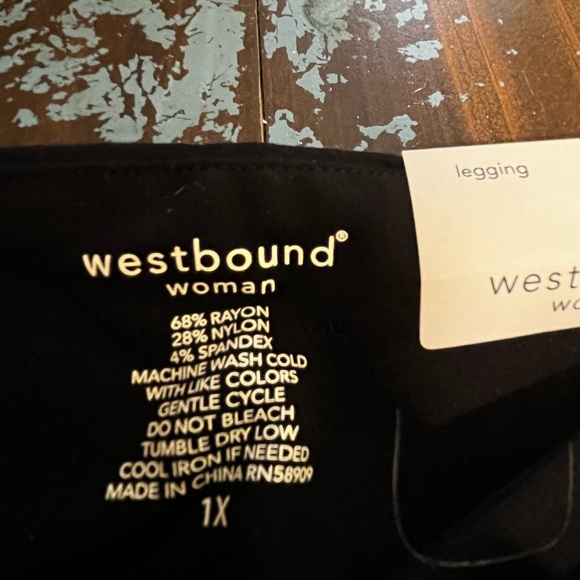 westbound®
woman
68% RAYON
28% NYLON
4% SPANDEX
MACHINE WASH COLD
WITH LIKE COLORS
GENTLE CYCLE
DO NOT BLEACH
TUMBLE DRY LOW
COOL IRON IF NEEDED
MADE IN CHINA RN58909
1X
legging
west
wo